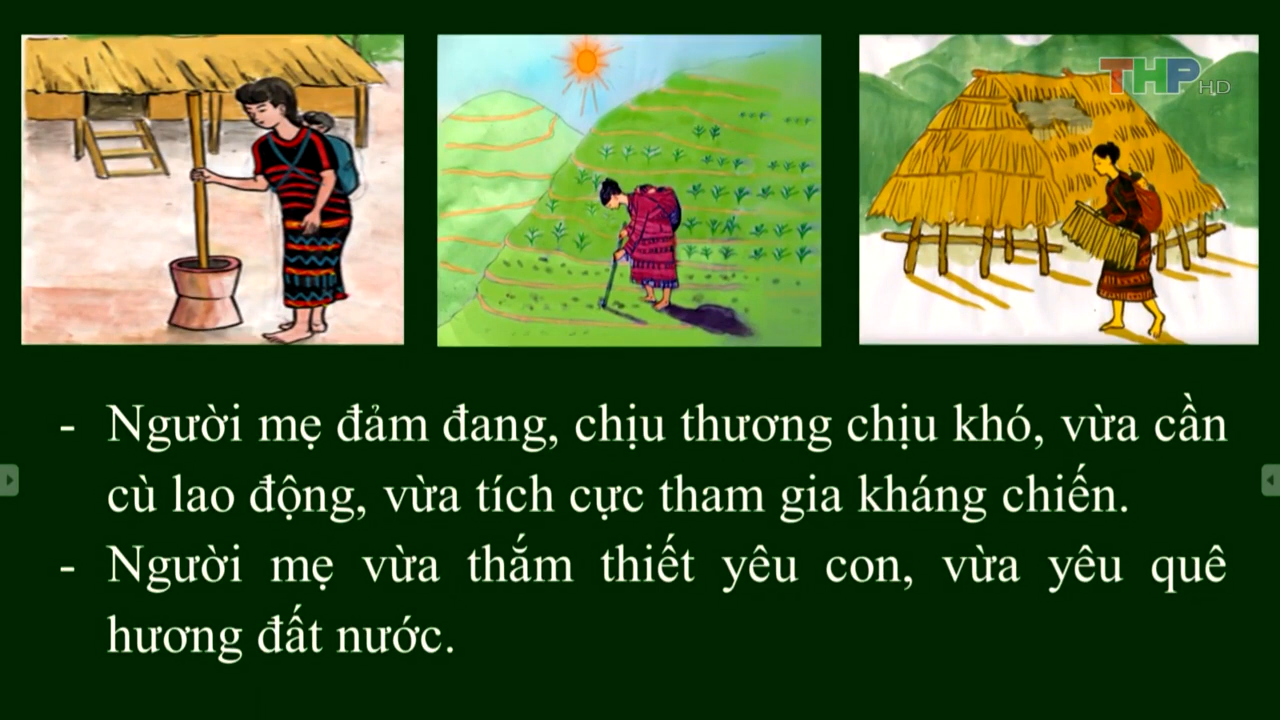 THP HD
- Người mẹ đảm đang, chịu thương chịu khó, vừa cần
cù lao động, vừa tích cực tham gia kháng chiến.
- Người mẹ vừa thắm thiết yêu con, vừa yêu quê
hương đất nước.